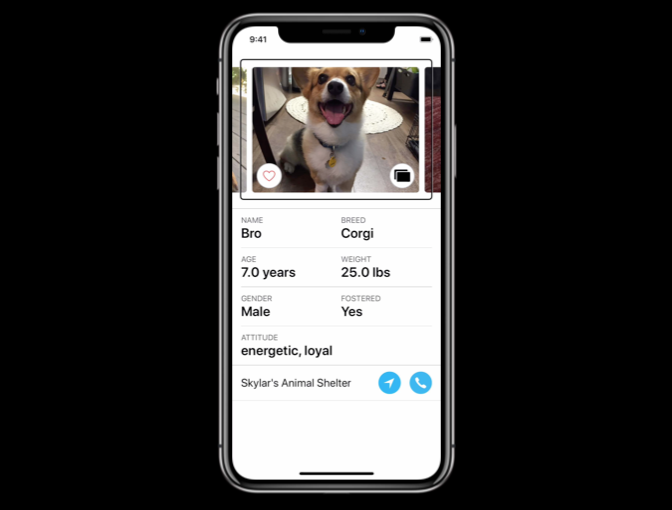 9:41
NAME
BREED
Bro
Corgi
AGE
WEIGHT
7.0 years
25.0 lbs
GENDER
FOSTERED
Male
Yes
ATTITUDE
energetic, loyal
Skylar's Animal Shelter